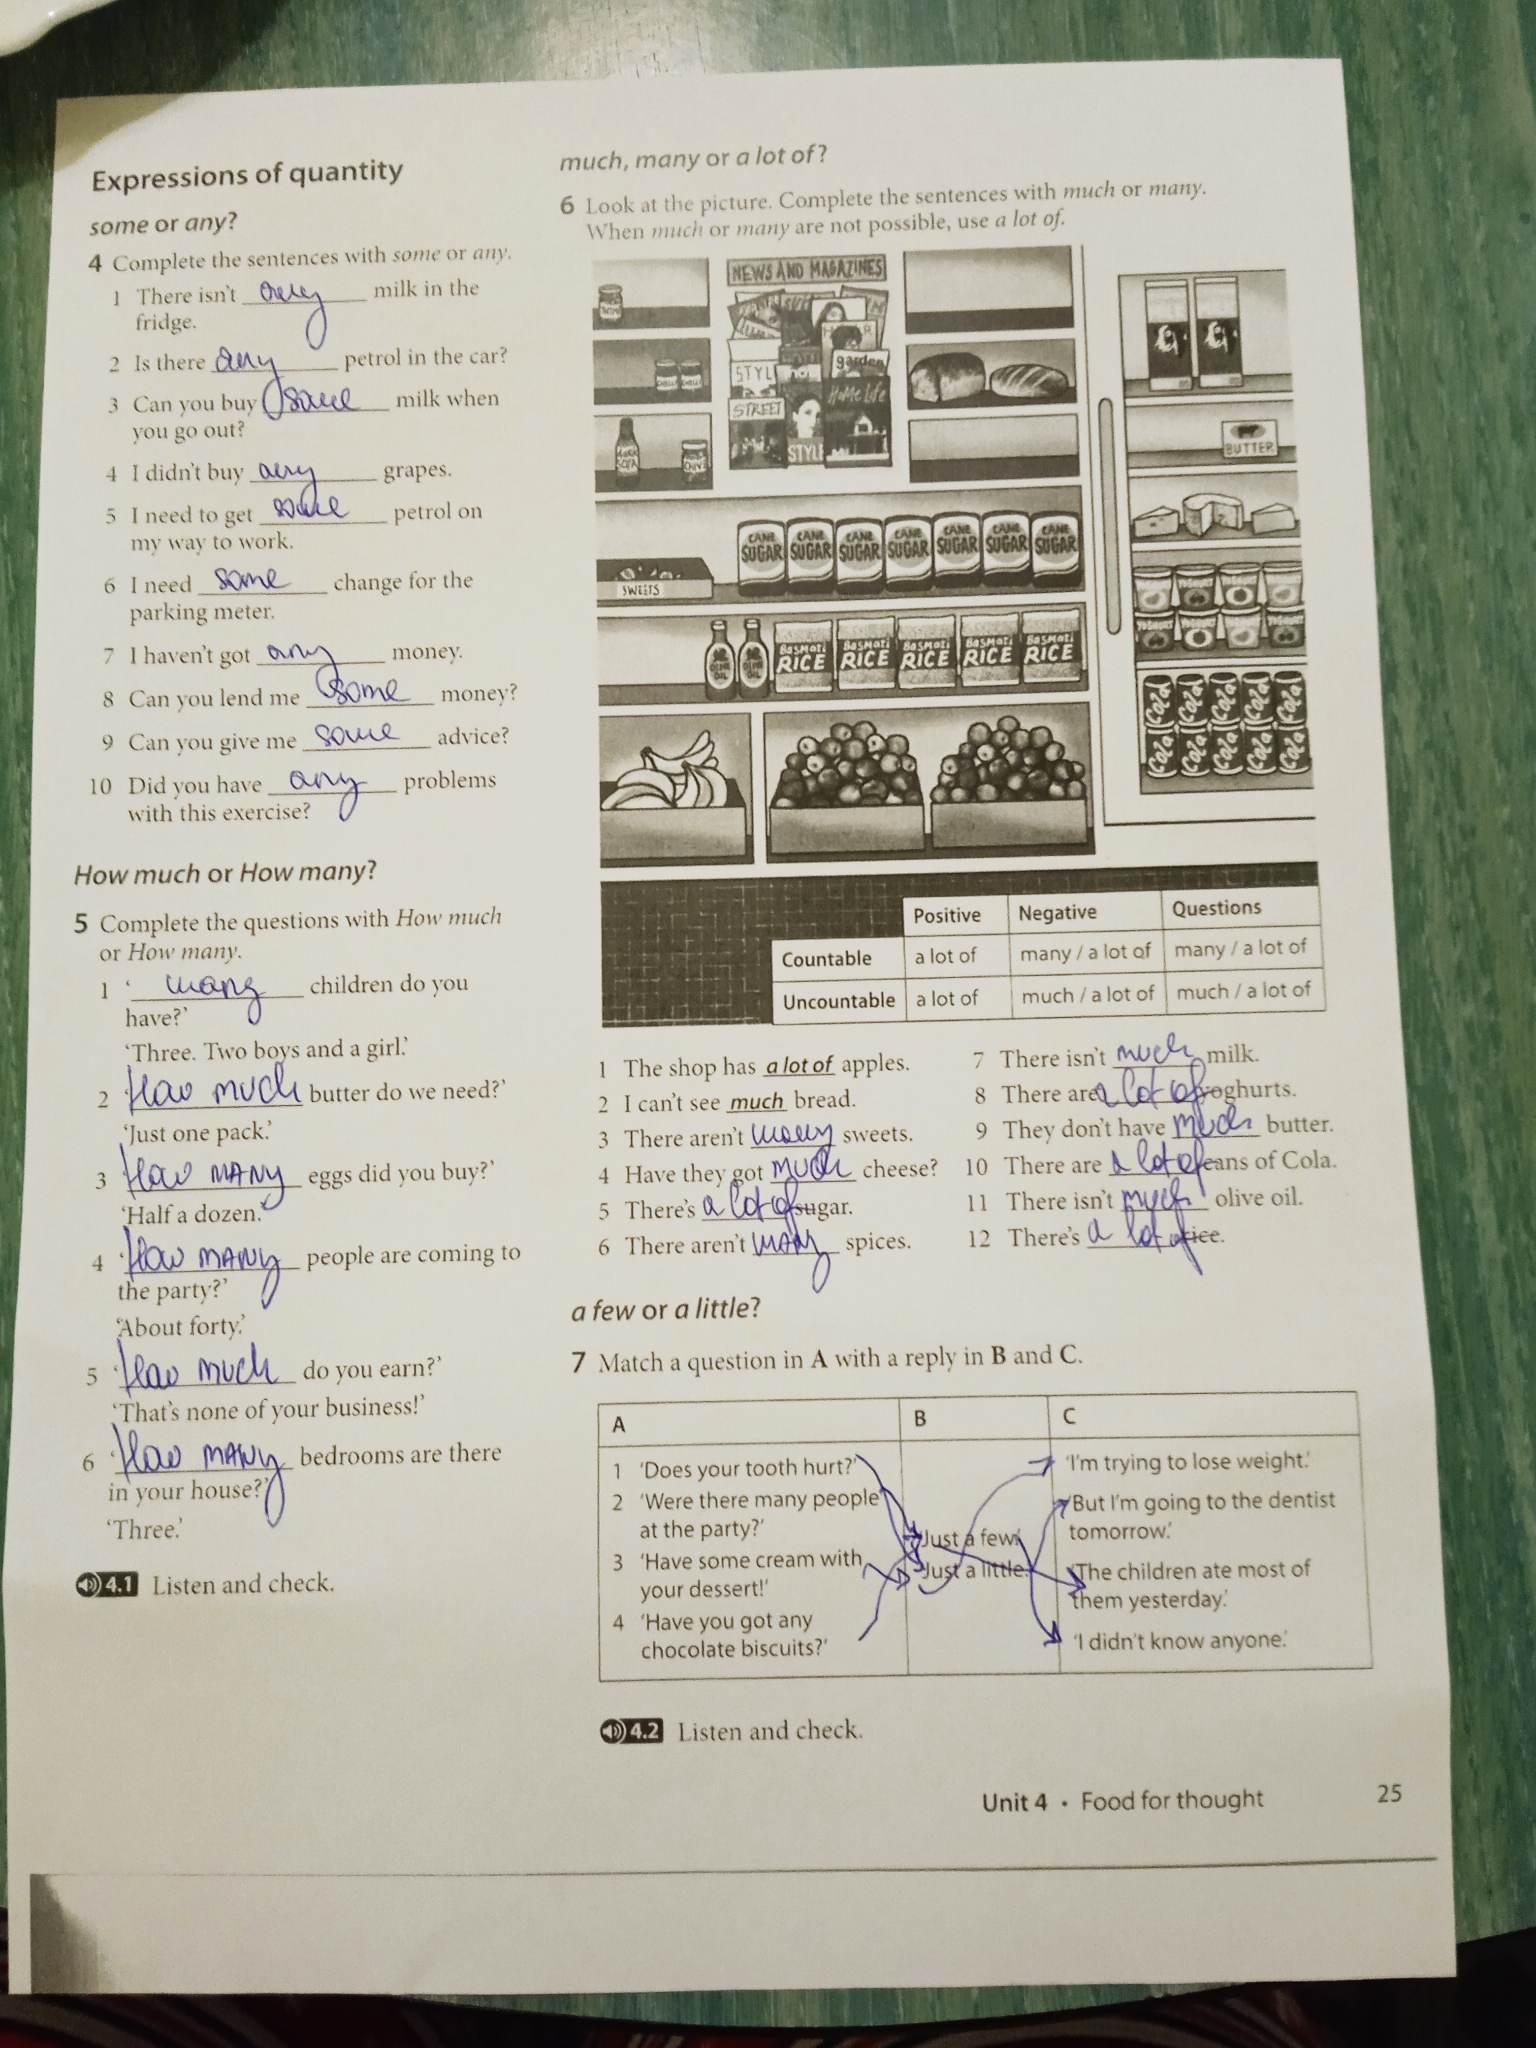 Expressions of quantity
some or any?
4 Complete the sentences with some or any.
1 There isn't any milk in the
fridge.
2 Is there any petrol in the car?
3 Can you buy some milk when
you go out?
4 I didn't buy any grapes.
5 I need to get some petrol on
my way to work.
6 I need some change for the
parking meter.
7 I haven't got any money.
8 Can you lend me some money?
9 Can you give me some advice?
10 Did you have any problems
with this exercise?
How much or How many?
5 Complete the questions with How much
or How many.
1 ' many children do you
have?'
'Three. Two boys and a girl.'
2 'How much butter do we need?'
'Just one pack.'
3 'How MANY eggs did you buy?'
'Half a dozen.'
4 'How MANY people are coming to
the party?'
'About forty.'
5 'How much do you earn?'
'That's none of your business!'
6 'How MANY bedrooms are there
in your house?'
'Three.'
4.1 Listen and check.
much, many or a lot of?
6 Look at the picture. Complete the sentences with much or many.
When much or many are not possible, use a lot of.
NEWS AND MAGAZINES
STYL
garden
Home Life
STREET
STYLE
BUTTER
CANE SUGAR CANE SUGAR CANE SUGAR CANE SUGAR CANE SUGAR CANE SUGAR CANE SUGAR
SWEETS
OLIVE OIL OLIVE OIL
BASMATI RICE BASMATI RICE BASMATI RICE BASMATI RICE BASMATI RICE
Cola Cola Cola Cola Cola
Cola Cola Cola Cola Cola
Positive Negative Questions
Countable a lot of many / a lot of many / a lot of
Uncountable a lot of much / a lot of much / a lot of
1 The shop has a lot of apples.
2 I can't see much bread.
3 There aren't many sweets.
4 Have they got much cheese?
5 There's a lot of sugar.
6 There aren't many spices.
7 There isn't much milk.
8 There are a lot of yoghurts.
9 They don't have much butter.
10 There are a lot of cans of Cola.
11 There isn't much olive oil.
12 There's a lot of rice.
a few or a little?
7 Match a question in A with a reply in B and C.
A B C
1 'Does your tooth hurt?'
2 'Were there many people
at the party?'
3 'Have some cream with
your dessert!'
4 'Have you got any
chocolate biscuits?'
'Just a few.'
'Just a little.'
'I'm trying to lose weight.'
'But I'm going to the dentist
tomorrow.'
'The children ate most of
them yesterday.'
'I didn't know anyone.'
4.2 Listen and check.
Unit 4 • Food for thought 25